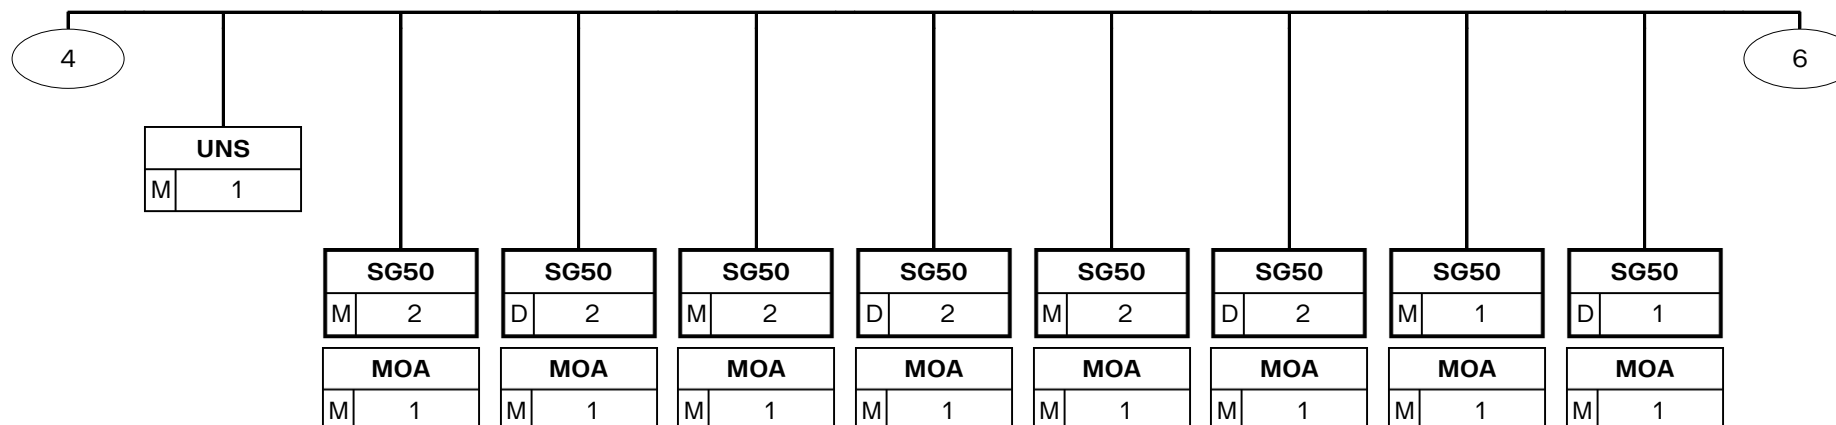 4 6
UNS
M 1
SG50 SG50 SG50 SG50 SG50 SG50 SG50 SG50
M 2 D 2 M 2 D 2 M 2 D 2 M 1 D 1
MOA MOA MOA MOA MOA MOA MOA MOA
M 1 M 1 M 1 M 1 M 1 M 1 M 1 M 1